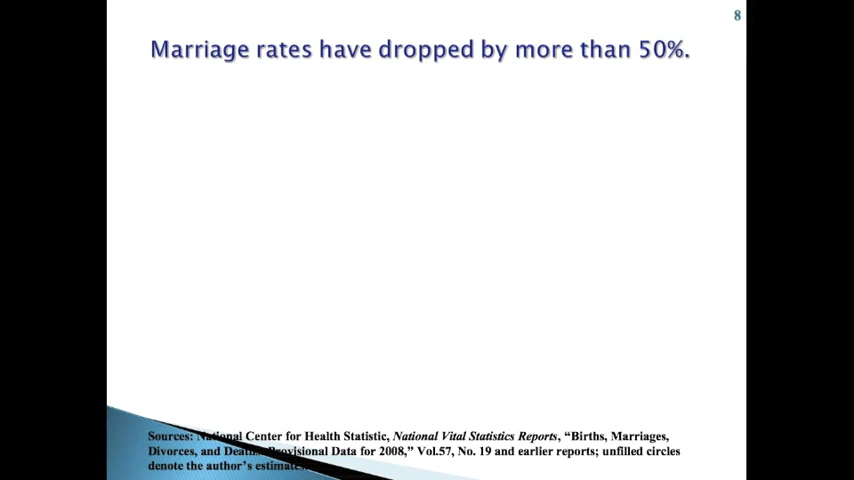 8
Marriage rates have dropped by more than 50%.
Sources: National Center for Health Statistic, National Vital Statistics Reports, “Births, Marriages,
Divorces, and Deaths: Provisional Data for 2008,” Vol.57, No. 19 and earlier reports; unfilled circles
denote the author’s estimates.